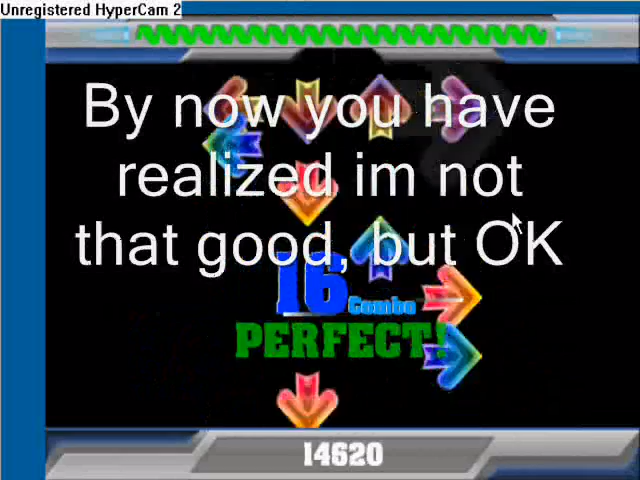 Unregistered HyperCam 2
By now you have
realized im not
that good, but OK
16 Combo
PERFECT!
14620